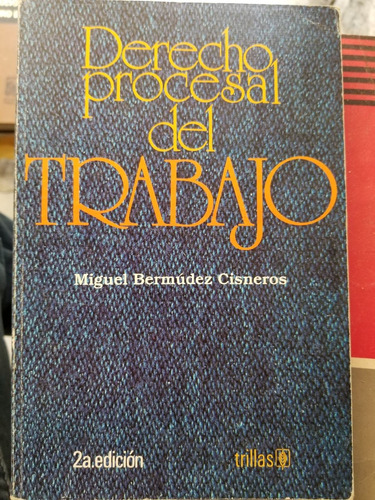 Derecho
procesal
del
TRABAJO
Miguel Bermúdez Cisneros
2a.edición
trillas